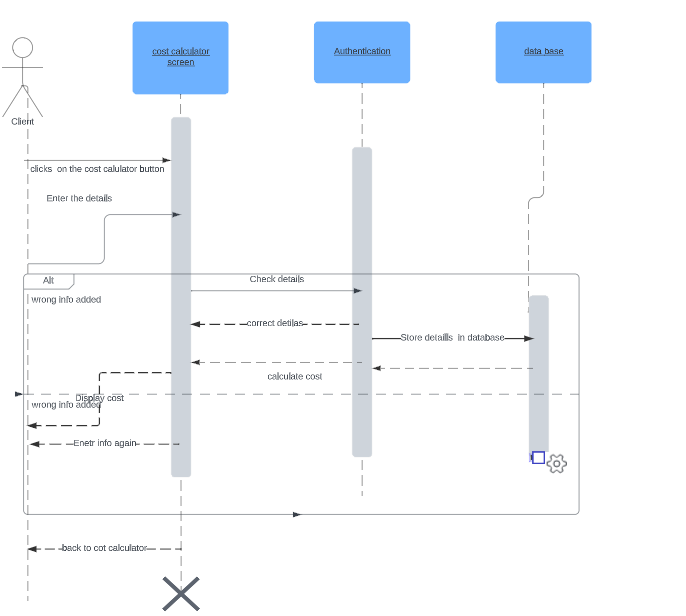 cost calculator
screen
Authentication
data base
Client
clicks on the cost calulator button
Enter the details
Alt
Check details
wrong info added
correct detilas
Store detaills in database
calculate cost
Display cost
wrong info added
Enetr info again
back to cot calculator